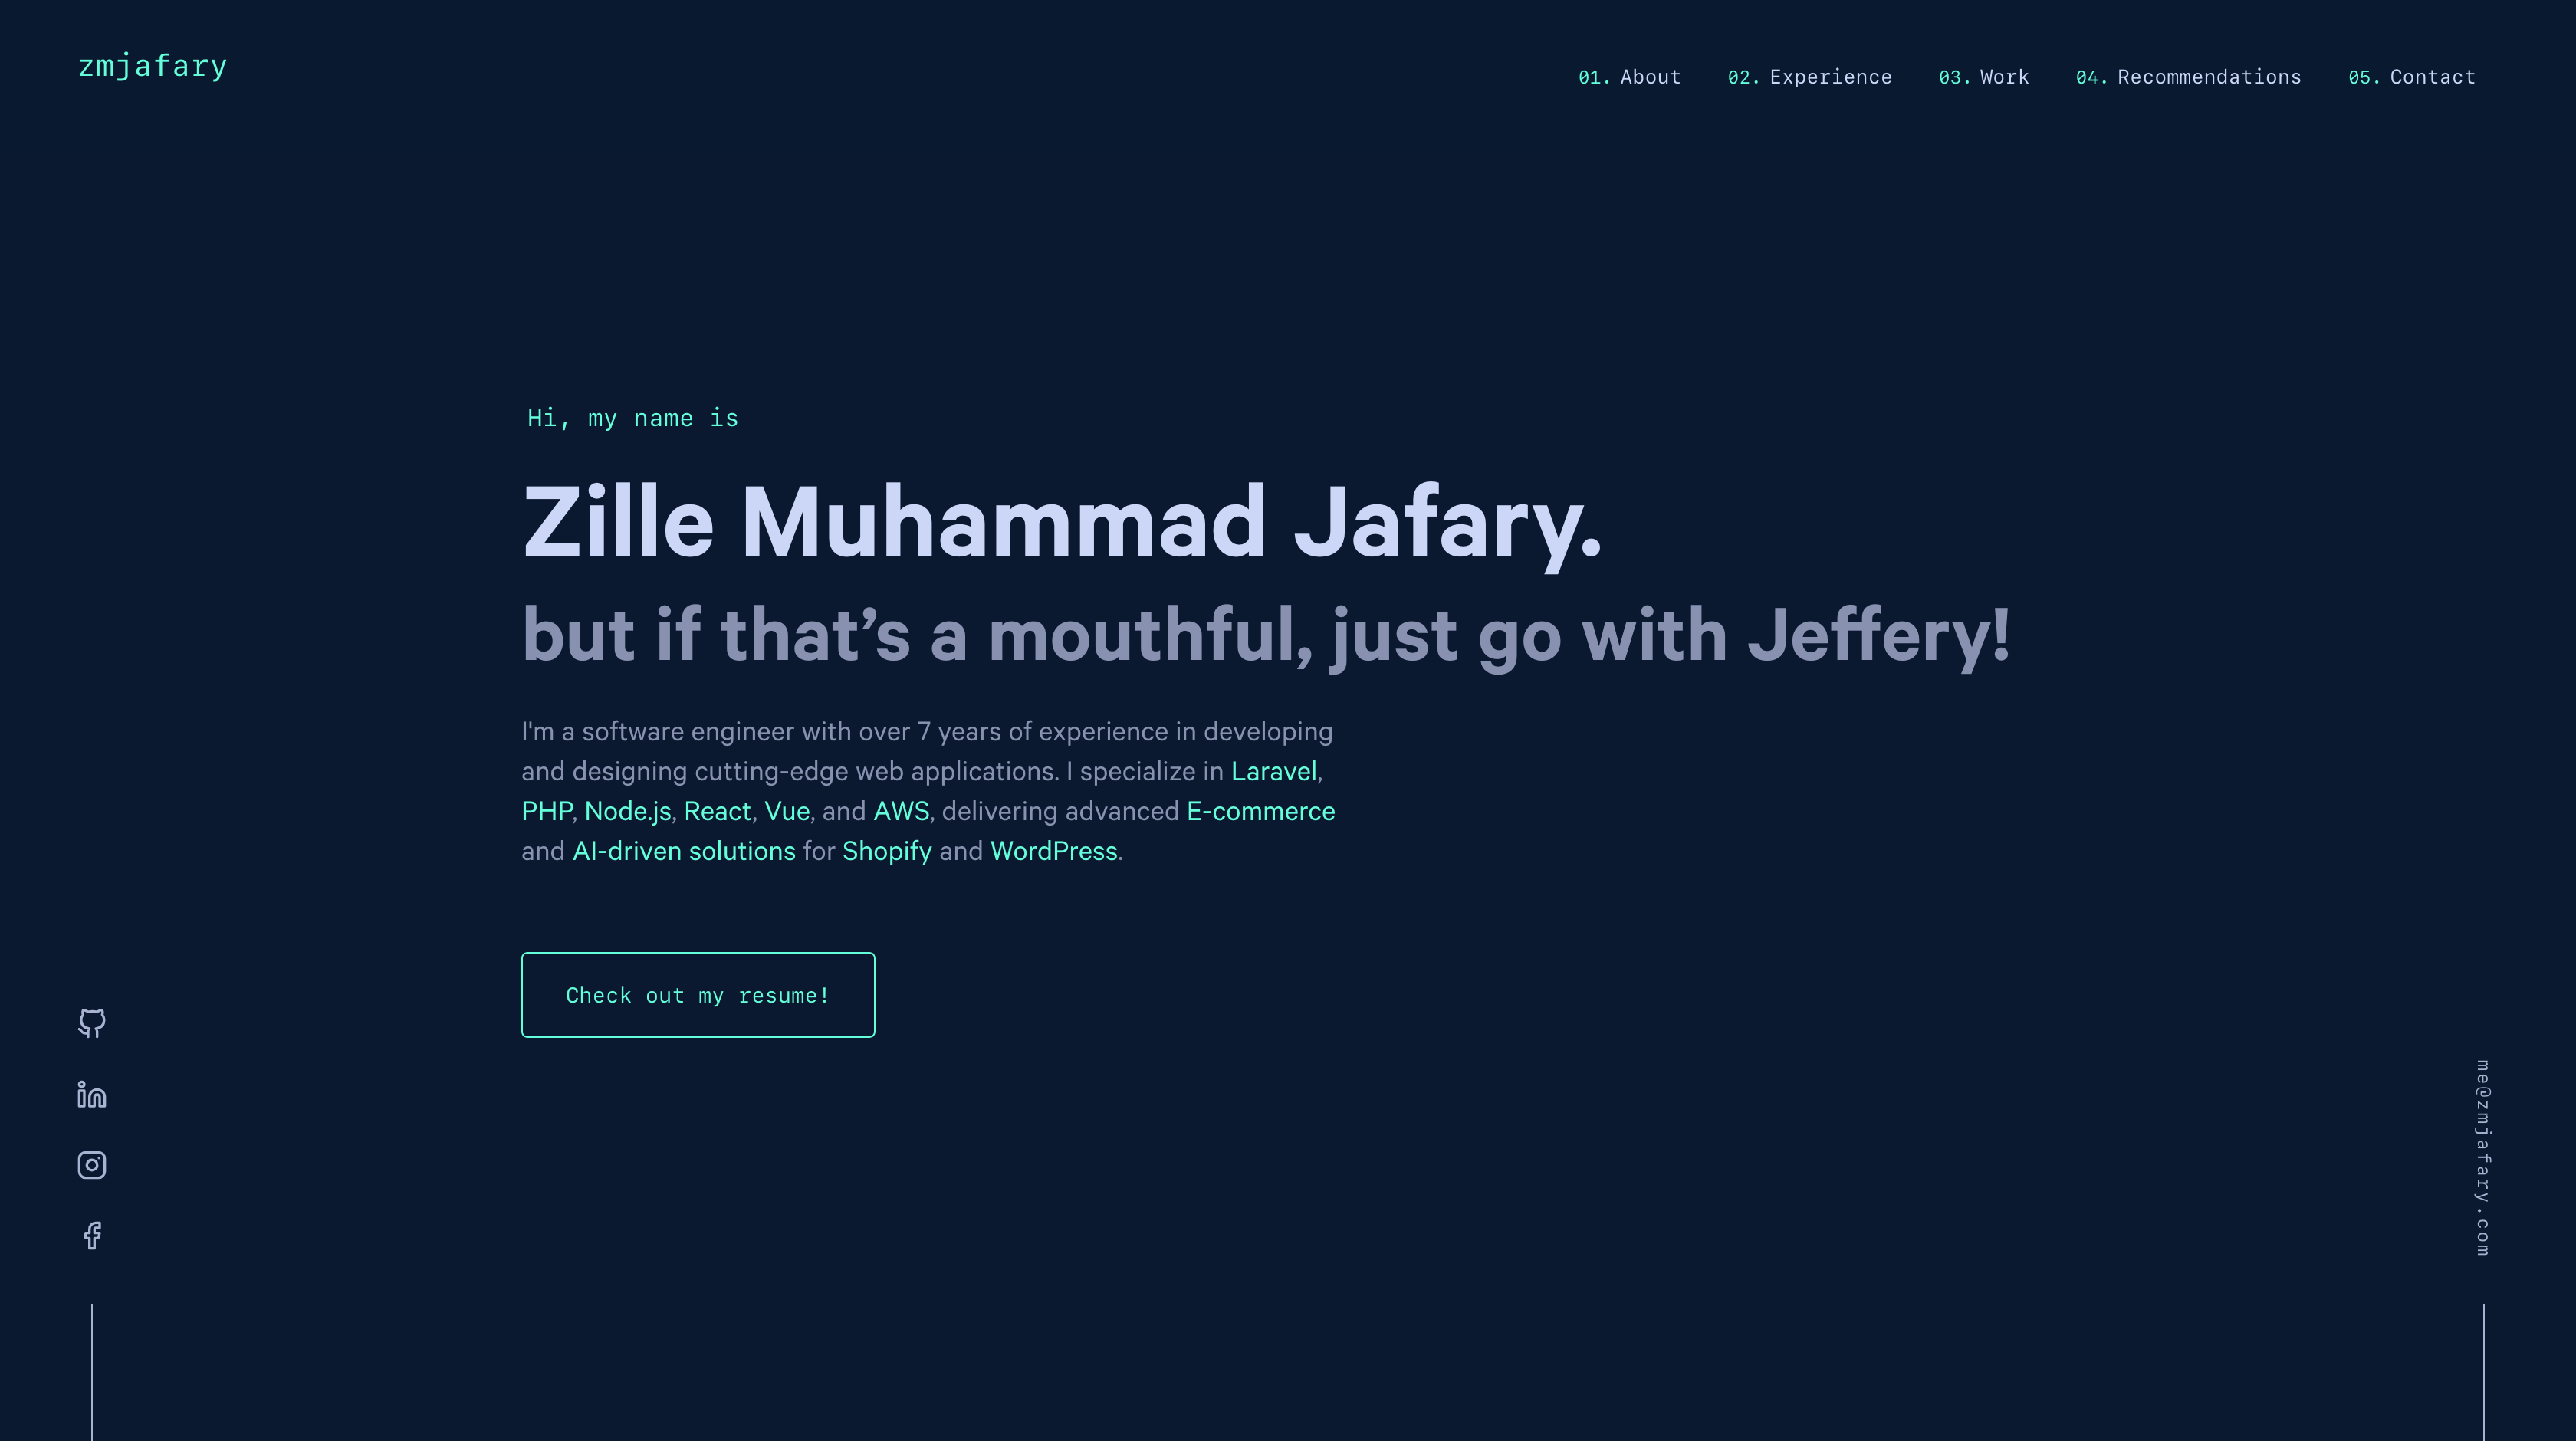 zmjafary
01. About 02. Experience 03. Work 04. Recommendations 05. Contact
Hi, my name is
Zille Muhammad Jafary.
but if that’s a mouthful, just go with Jeffery!
I'm a software engineer with over 7 years of experience in developing
and designing cutting-edge web applications. I specialize in Laravel,
PHP, Node.js, React, Vue, and AWS, delivering advanced E-commerce
and AI-driven solutions for Shopify and WordPress.
Check out my resume!
me@zmjafary.com